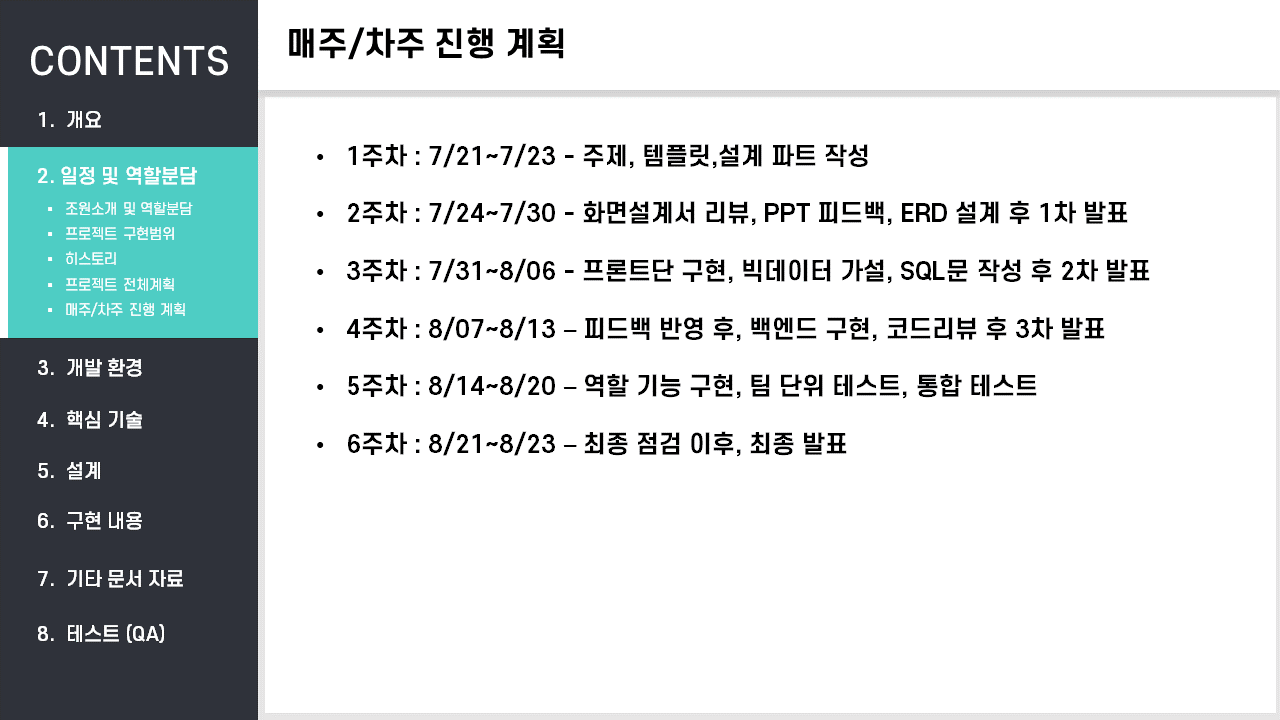 CONTENTS
1. 개요
2. 일정 및 역할분담
▪ 조원소개 및 역할분담
▪ 프로젝트 구현범위
▪ 히스토리
▪ 프로젝트 전체계획
▪ 매주/차주 진행 계획
3. 개발 환경
4. 핵심 기술
5. 설계
6. 구현 내용
7. 기타 문서 자료
8. 테스트 (QA)
매주/차주 진행 계획
• 1주차 : 7/21~7/23 - 주제, 템플릿,설계 파트 작성
• 2주차 : 7/24~7/30 - 화면설계서 리뷰, PPT 피드백, ERD 설계 후 1차 발표
• 3주차 : 7/31~8/06 - 프론트단 구현, 빅데이터 가설, SQL문 작성 후 2차 발표
• 4주차 : 8/07~8/13 – 피드백 반영 후, 백엔드 구현, 코드리뷰 후 3차 발표
• 5주차 : 8/14~8/20 – 역할 기능 구현, 팀 단위 테스트, 통합 테스트
• 6주차 : 8/21~8/23 – 최종 점검 이후, 최종 발표